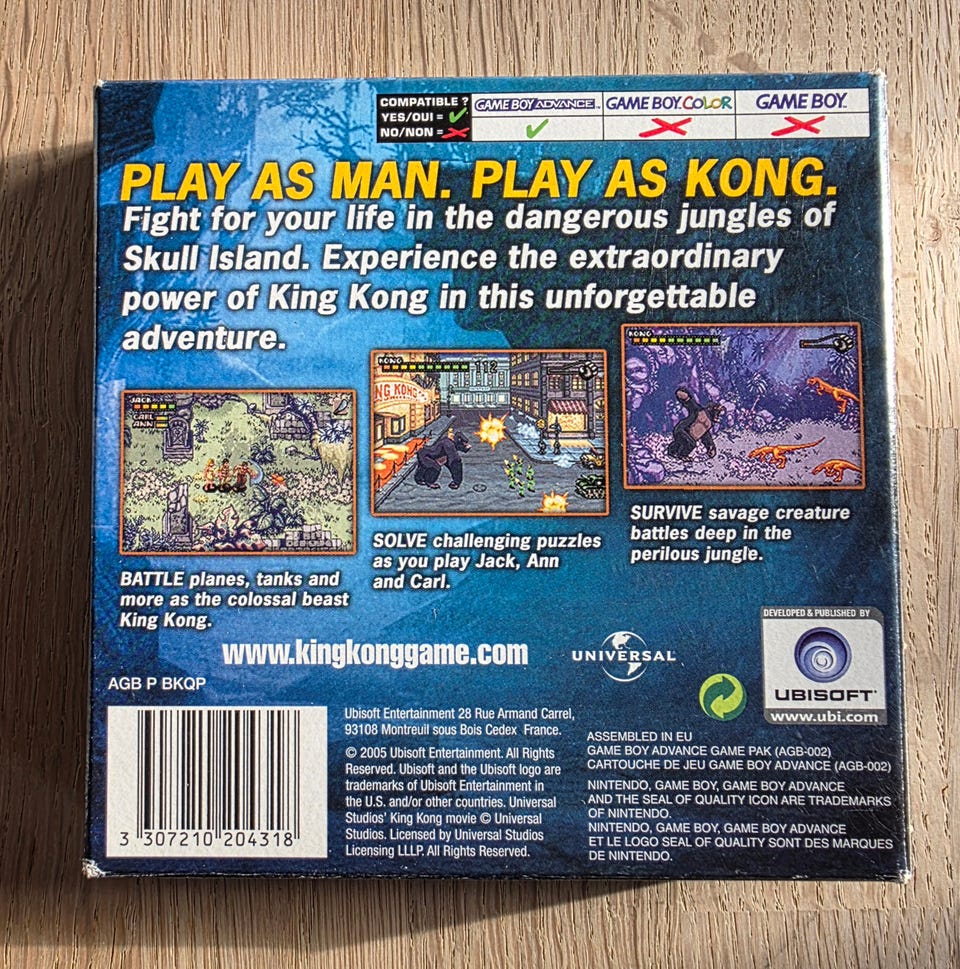 COMPATIBLE ?
YES/OUI =
NO/NON =
GAME BOY ADVANCE™
GAME BOY COLOR
GAME BOY™
PLAY AS MAN. PLAY AS KONG.
Fight for your life in the dangerous jungles of
Skull Island. Experience the extraordinary
power of King Kong in this unforgettable
adventure.
JACK
CARL
ANN
KONG
112
NG KONG
KONG
BATTLE planes, tanks and
more as the colossal beast
King Kong.
SOLVE challenging puzzles
as you play Jack, Ann
and Carl.
SURVIVE savage creature
battles deep in the
perilous jungle.
www.kingkonggame.com
UNIVERSAL
DEVELOPED & PUBLISHED BY
UBISOFT
www.ubi.com
AGB P BKQP
3 307210 204318
Ubisoft Entertainment 28 Rue Armand Carrel,
93108 Montreuil sous Bois Cedex France.
© 2005 Ubisoft Entertainment. All Rights
Reserved. Ubisoft and the Ubisoft logo are
trademarks of Ubisoft Entertainment in
the U.S. and/or other countries. Universal
Studios' King Kong movie © Universal
Studios. Licensed by Universal Studios
Licensing LLLP. All Rights Reserved.
ASSEMBLED IN EU
GAME BOY ADVANCE GAME PAK (AGB-002)
CARTOUCHE DE JEU GAME BOY ADVANCE (AGB-002)
NINTENDO, GAME BOY, GAME BOY ADVANCE
AND THE SEAL OF QUALITY ICON ARE TRADEMARKS
OF NINTENDO.
NINTENDO, GAME BOY, GAME BOY ADVANCE
ET LE LOGO SEAL OF QUALITY SONT DES MARQUES
DE NINTENDO.